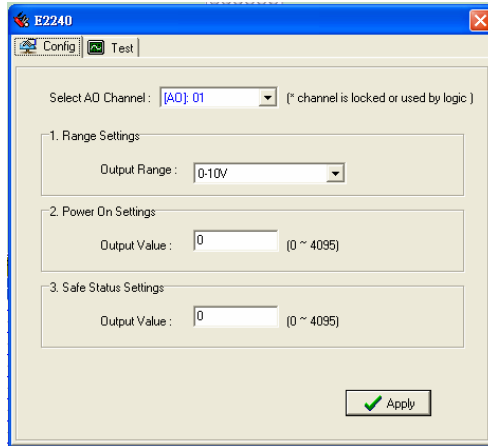 E2240
Config Test
Select AO Channel : [AO]: 01 (* channel is locked or used by logic )
1. Range Settings
Output Range : 0-10V
2. Power On Settings
Output Value : 0 (0 ~ 4095)
3. Safe Status Settings
Output Value : 0 (0 ~ 4095)
Apply